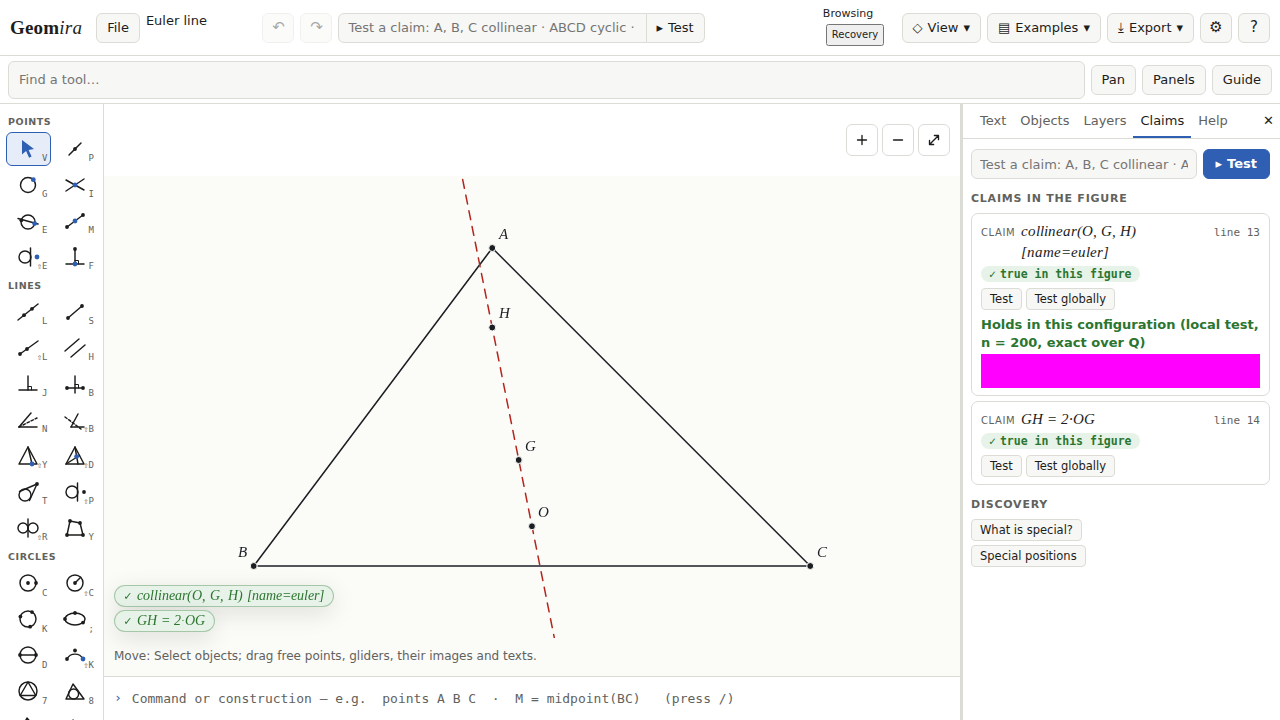 Geomira
File
Euler line
↶
↷
Test a claim: A, B, C collinear · ABCD cyclic ·
▸ Test
Browsing
Recovery
◇ View ▾
▤ Examples ▾
⤓ Export ▾
⚙
?
Find a tool…
Pan
Panels
Guide
POINTS
V
P
G
I
E
M
⇧E
F
LINES
L
S
⇧L
H
J
B
N
⇧B
⇧Y
⇧D
T
⇧P
⇧R
Y
CIRCLES
C
⇧C
K
;
D
⇧K
7
8
+
−
⤢
A
H
G
O
B
C
✓ collinear(O, G, H) [name=euler]
✓ GH = 2·OG
Move: Select objects; drag free points, gliders, their images and texts.
› Command or construction — e.g. points A B C · M = midpoint(BC) (press /)
Text
Objects
Layers
Claims
Help
✕
Test a claim: A, B, C collinear · A
▸ Test
CLAIMS IN THE FIGURE
CLAIM collinear(O, G, H) line 13
[name=euler]
✓ true in this figure
Test
Test globally
Holds in this configuration (local test,
n = 200, exact over Q)
CLAIM GH = 2·OG line 14
✓ true in this figure
Test
Test globally
DISCOVERY
What is special?
Special positions